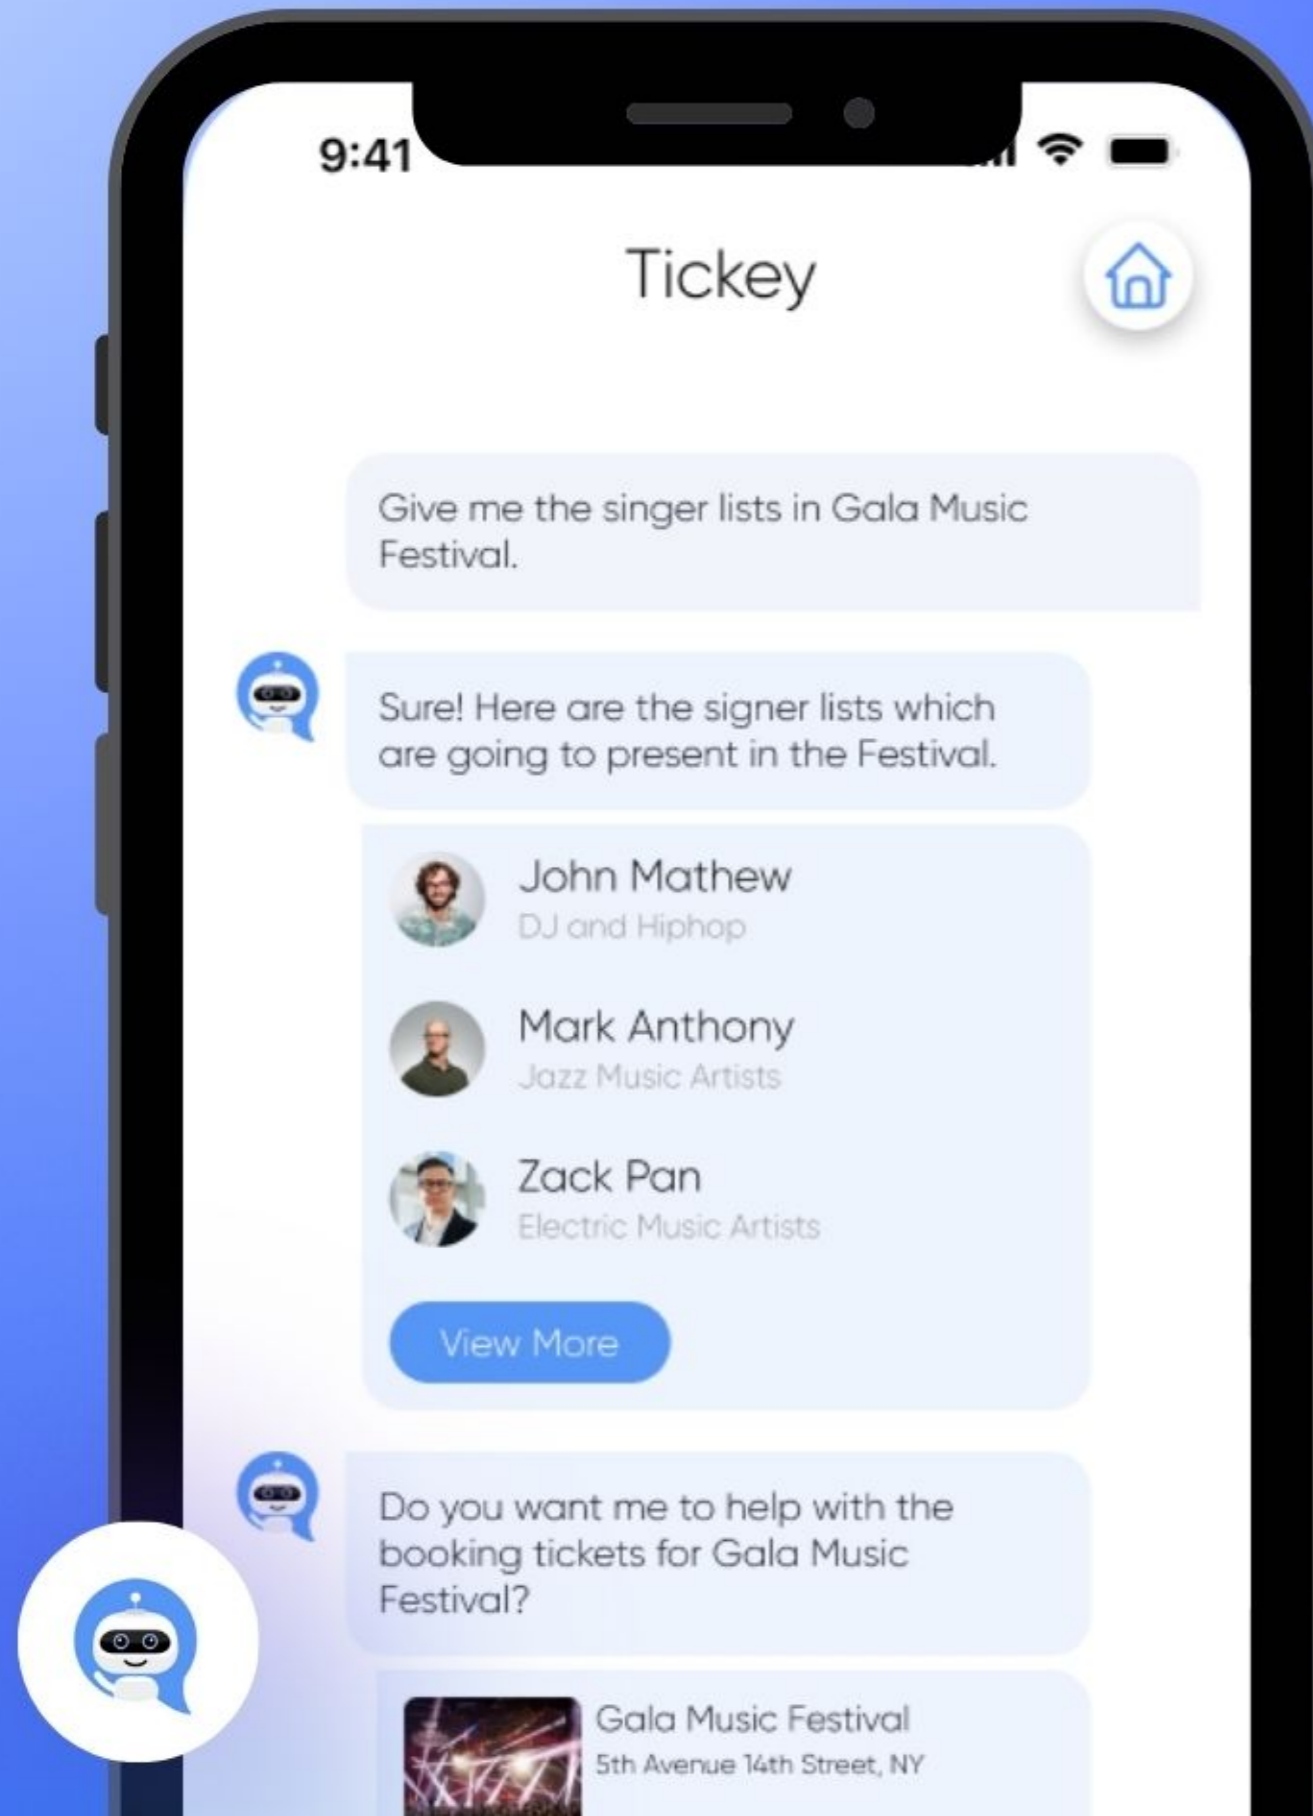 9:41
Tickey
Give me the singer lists in Gala Music
Festival.
Sure! Here are the signer lists which
are going to present in the Festival.
John Mathew
DJ and Hiphop
Mark Anthony
Jazz Music Artists
Zack Pan
Electric Music Artists
View More
Do you want me to help with the
booking tickets for Gala Music
Festival?
Gala Music Festival
5th Avenue 14th Street, NY